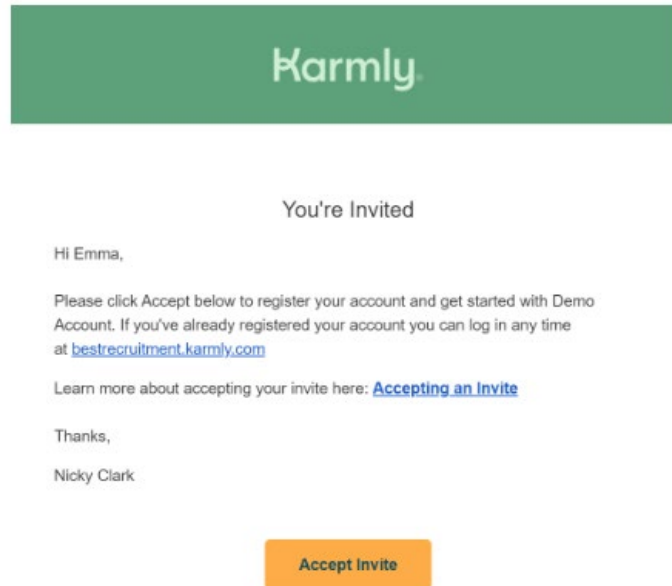 Karmly
You're Invited
Hi Emma,
Please click Accept below to register your account and get started with Demo
Account. If you've already registered your account you can log in any time
at bestrecruitment.karmly.com
Learn more about accepting your invite here: Accepting an Invite
Thanks,
Nicky Clark
Accept Invite